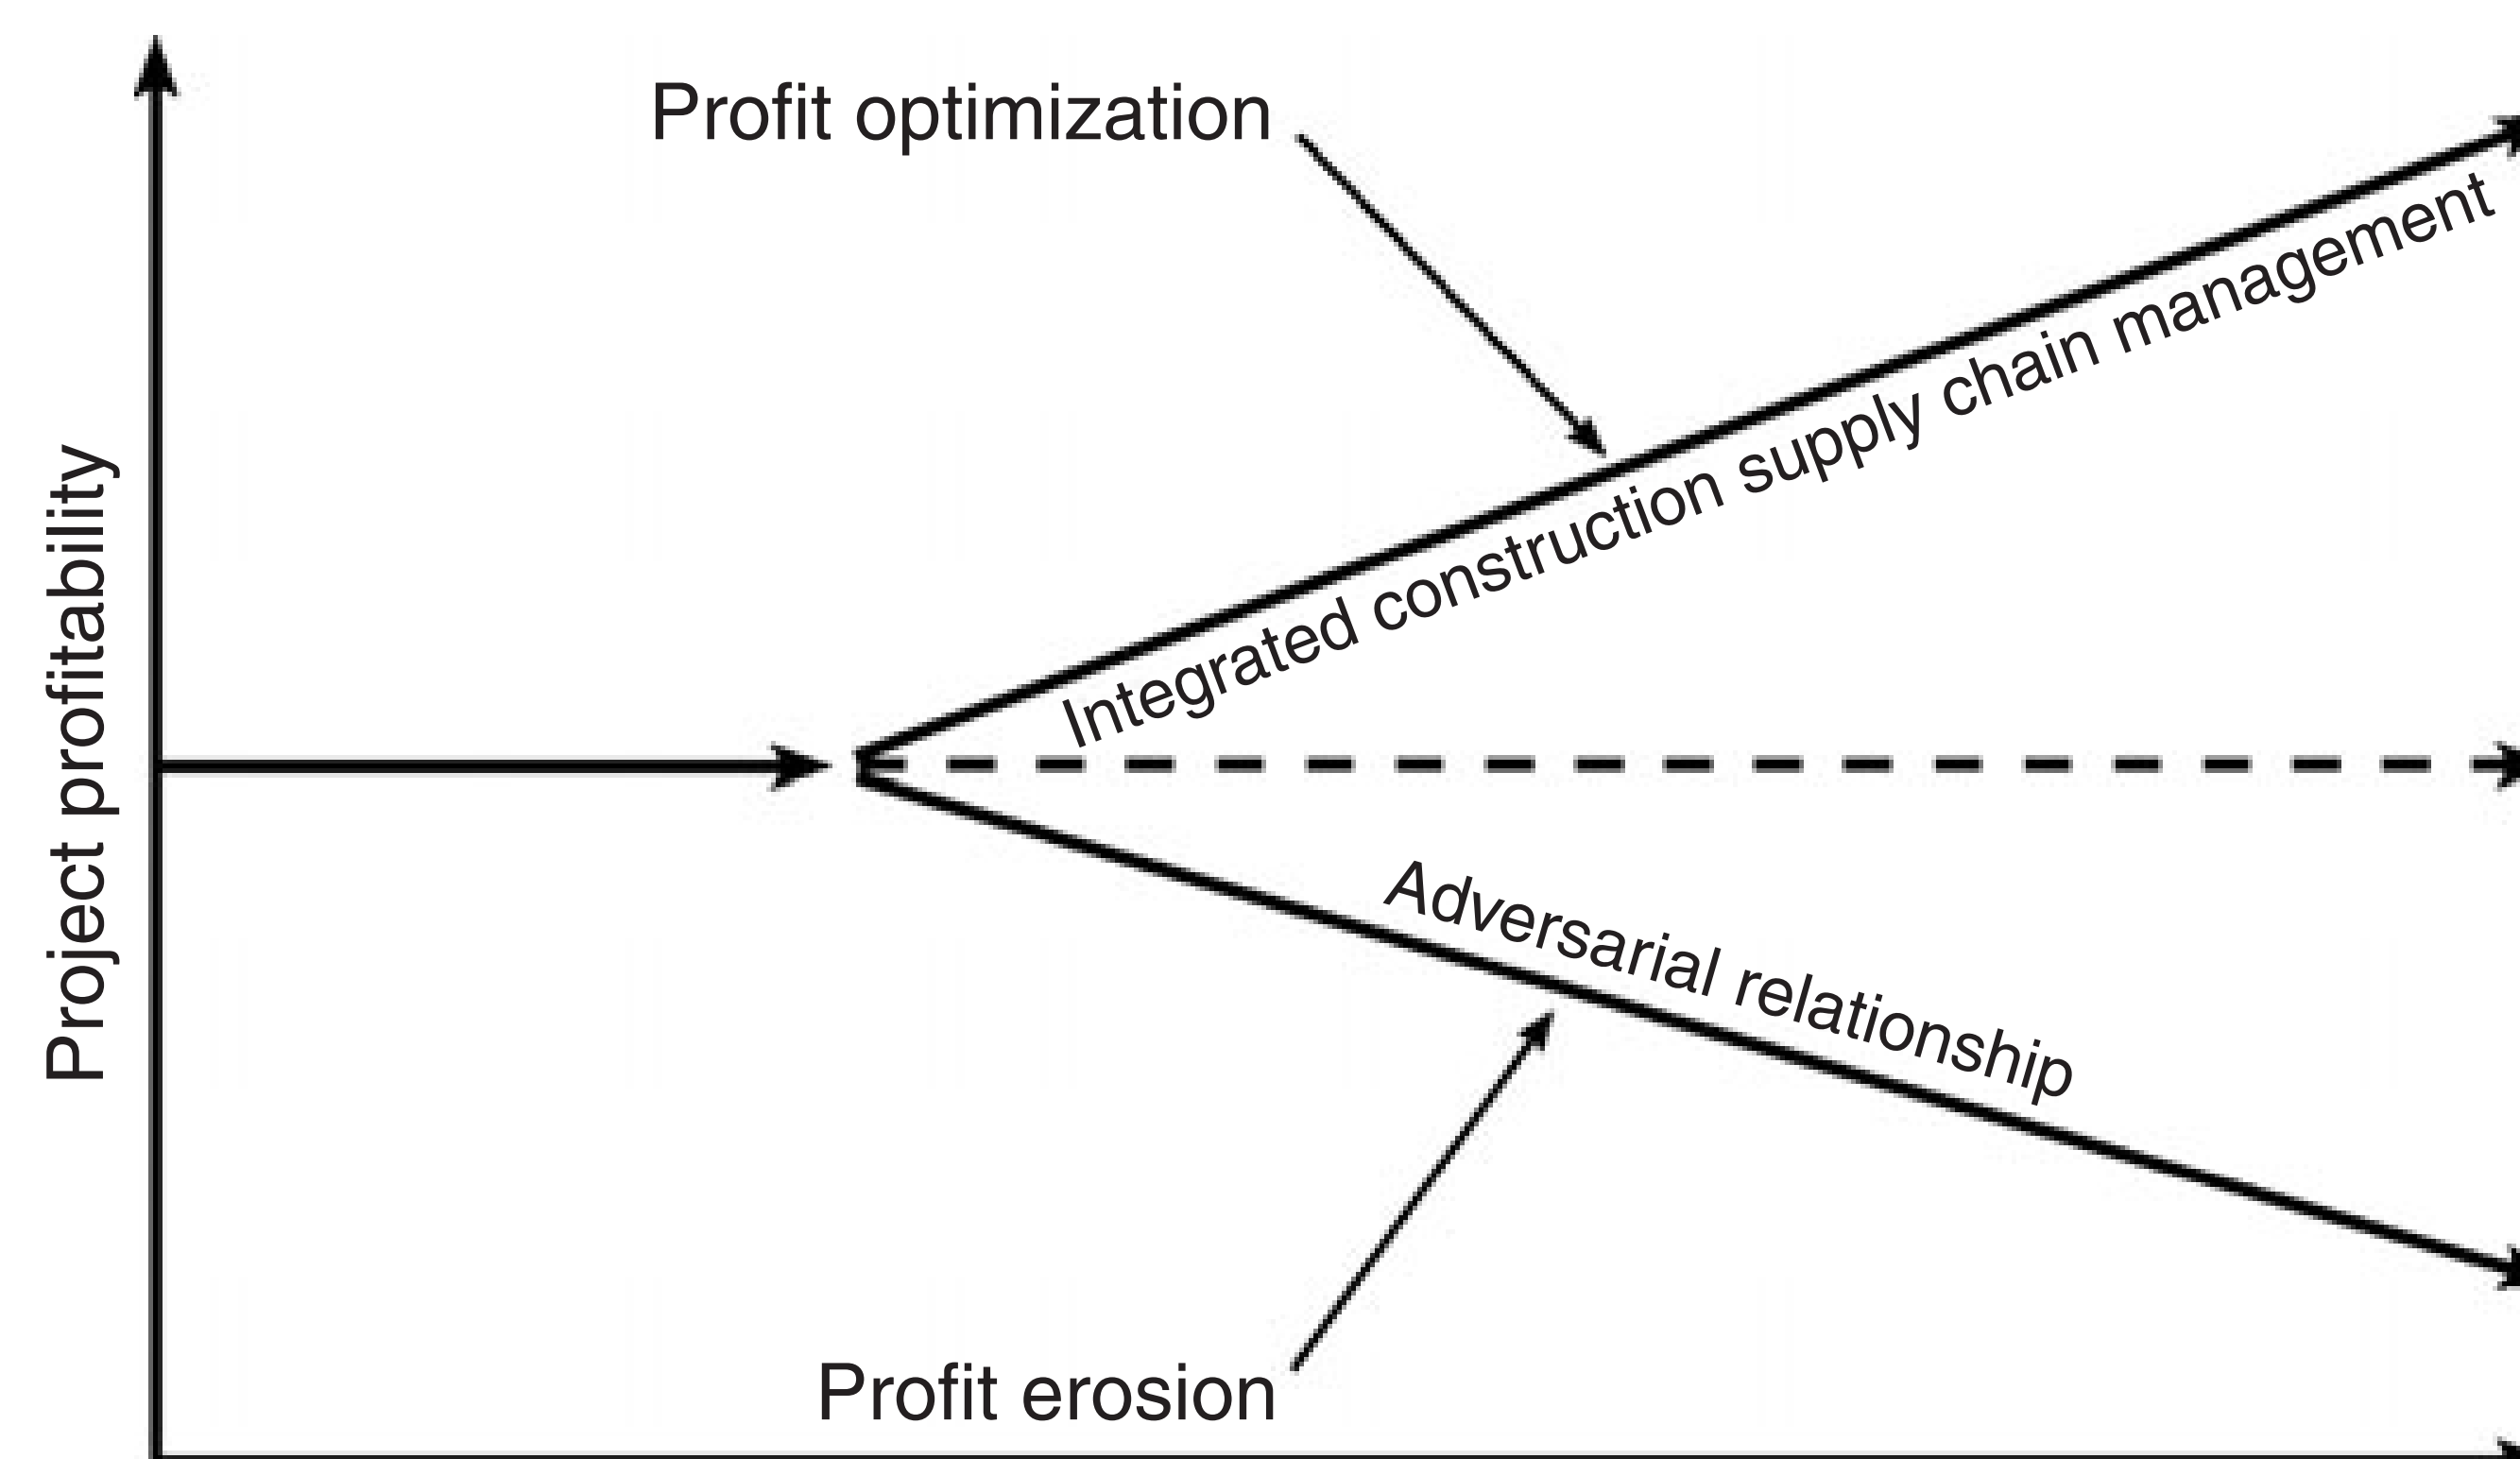 Profit optimization
Integrated construction supply chain management
Project profitability
Adversarial relationship
Profit erosion